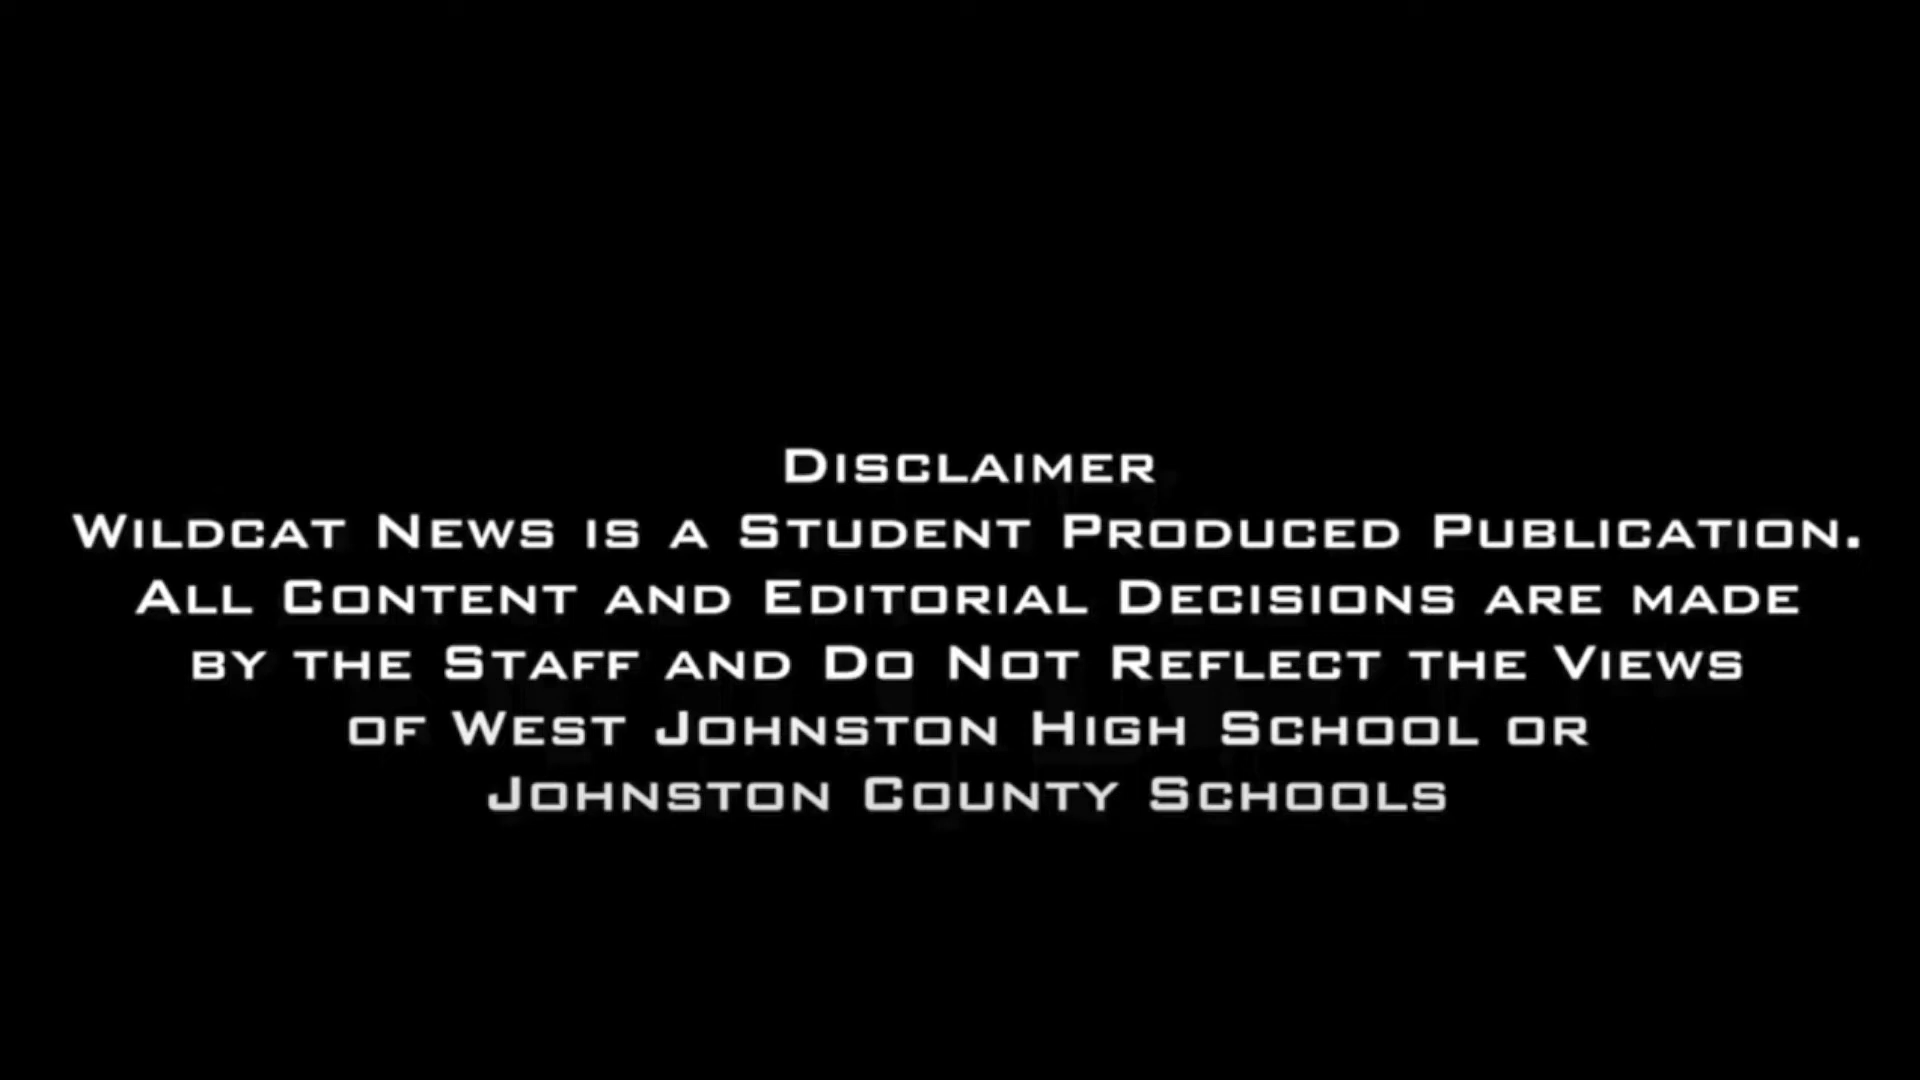 Disclaimer
Wildcat News is a Student Produced Publication.
All Content and Editorial Decisions are made
by the Staff and Do Not Reflect the Views
of West Johnston High School or
Johnston County Schools